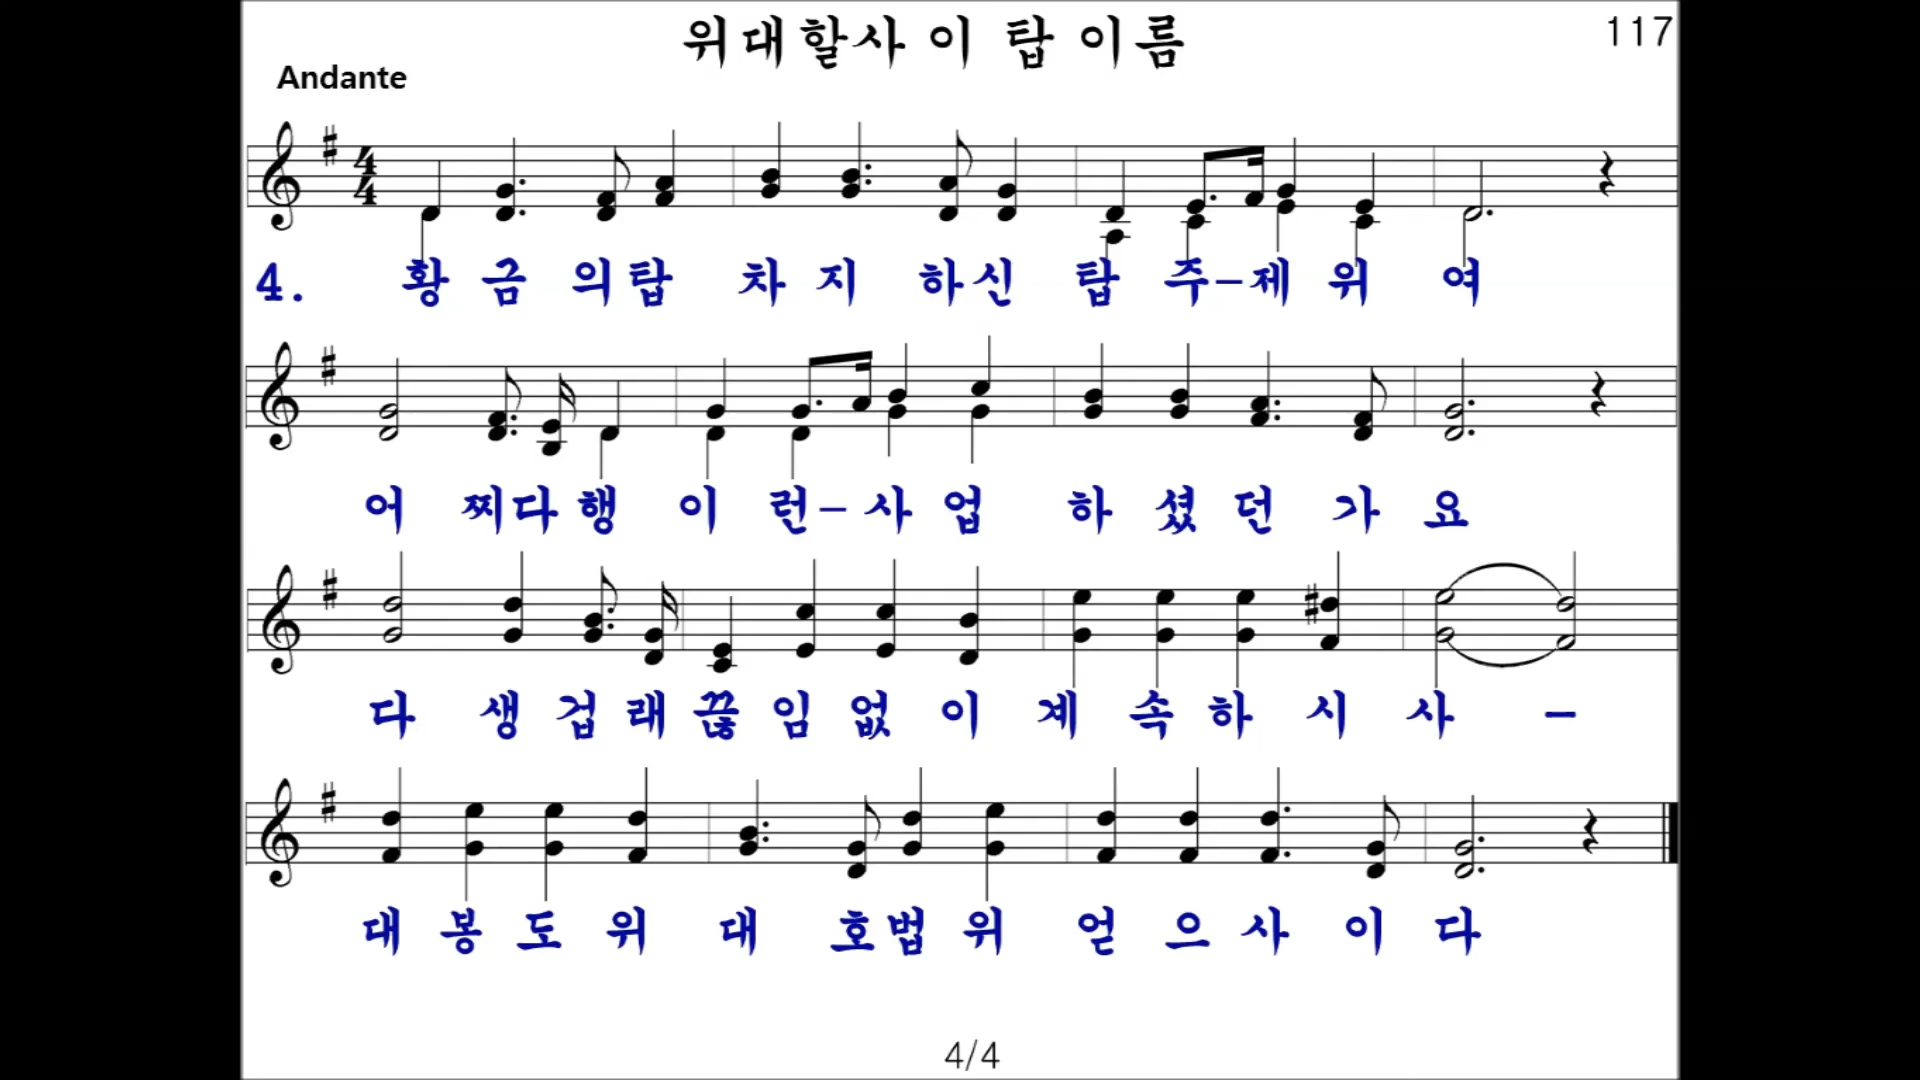 위대할사 이 탑 이름
117
Andante
4. 황 금 의탑 차 지 하신 탑 주-제 위 여
어 찌다 행 이 런-사 업 하 셨 던 가 요
다 생 겁 래 끊 임 없 이 계 속 하 시 사 -
대 봉 도 위 대 호법 위 얻 으 사 이 다
4/4